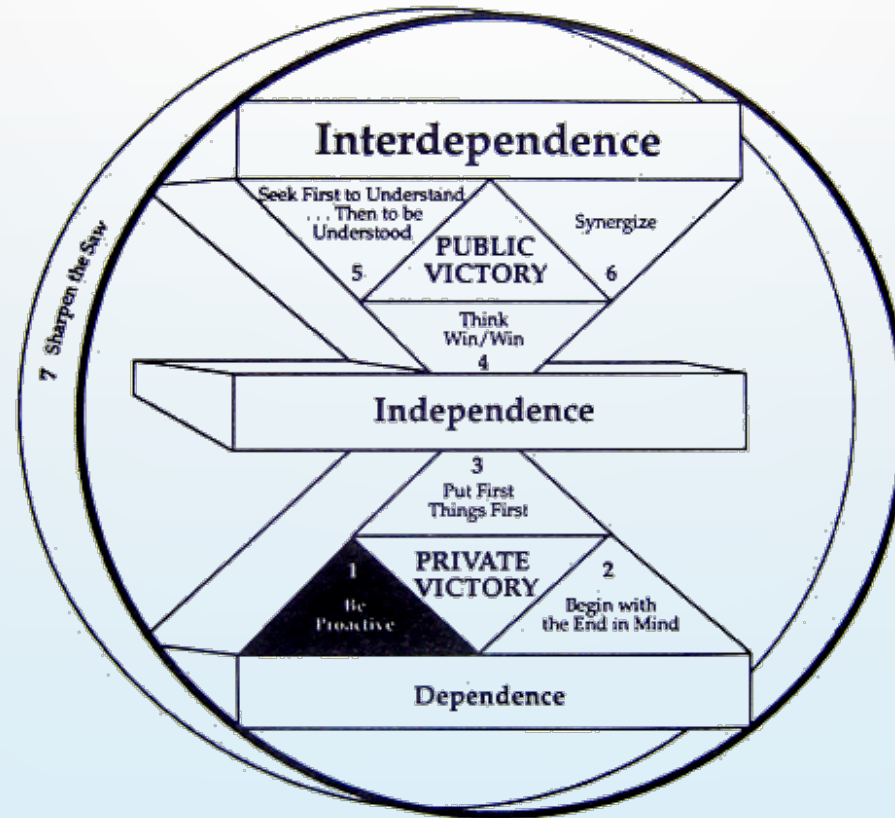 Interdependence
Seek First to Understand
. . . Then to be
Understood
5
PUBLIC
VICTORY
Synergize
6
Think
Win/Win
4
7 Sharpen the Saw
Independence
3
Put First
Things First
1
Be
Proactive
PRIVATE
VICTORY
2
Begin with
the End in Mind
Dependence